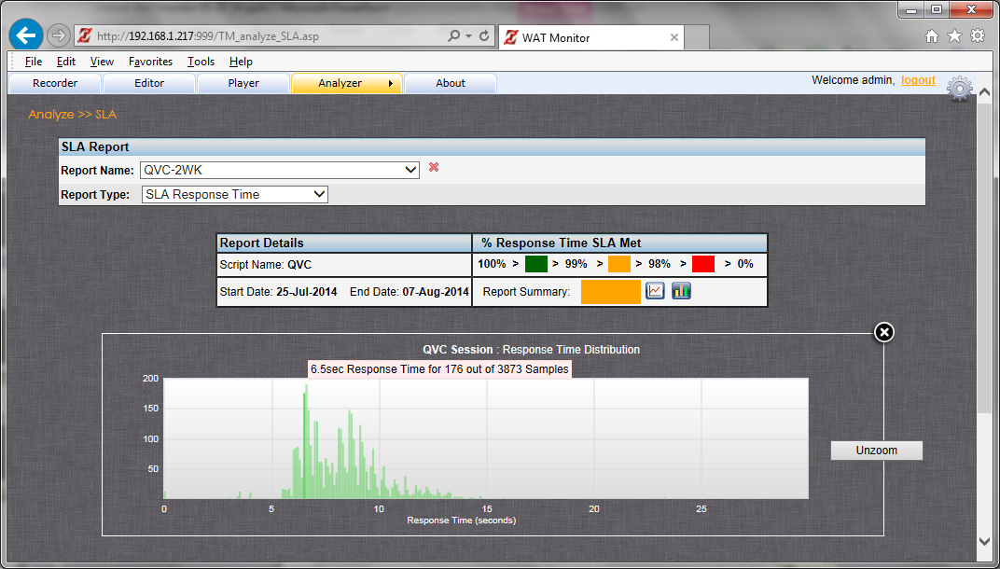 http://192.168.1.217:999/TM_analyze_SLA.asp
WAT Monitor
File Edit View Favorites Tools Help
Recorder Editor Player Analyzer About
Welcome admin, logout
Analyze >> SLA
SLA Report
Report Name: QVC-2WK
Report Type: SLA Response Time
Report Details % Response Time SLA Met
Script Name: QVC 100% > > 99% > > 98% > > 0%
Start Date: 25-Jul-2014 End Date: 07-Aug-2014 Report Summary:
QVC Session : Response Time Distribution
6.5sec Response Time for 176 out of 3873 Samples
200
150
100
50
Unzoom
0 5 10 15 20 25
Response Time (seconds)